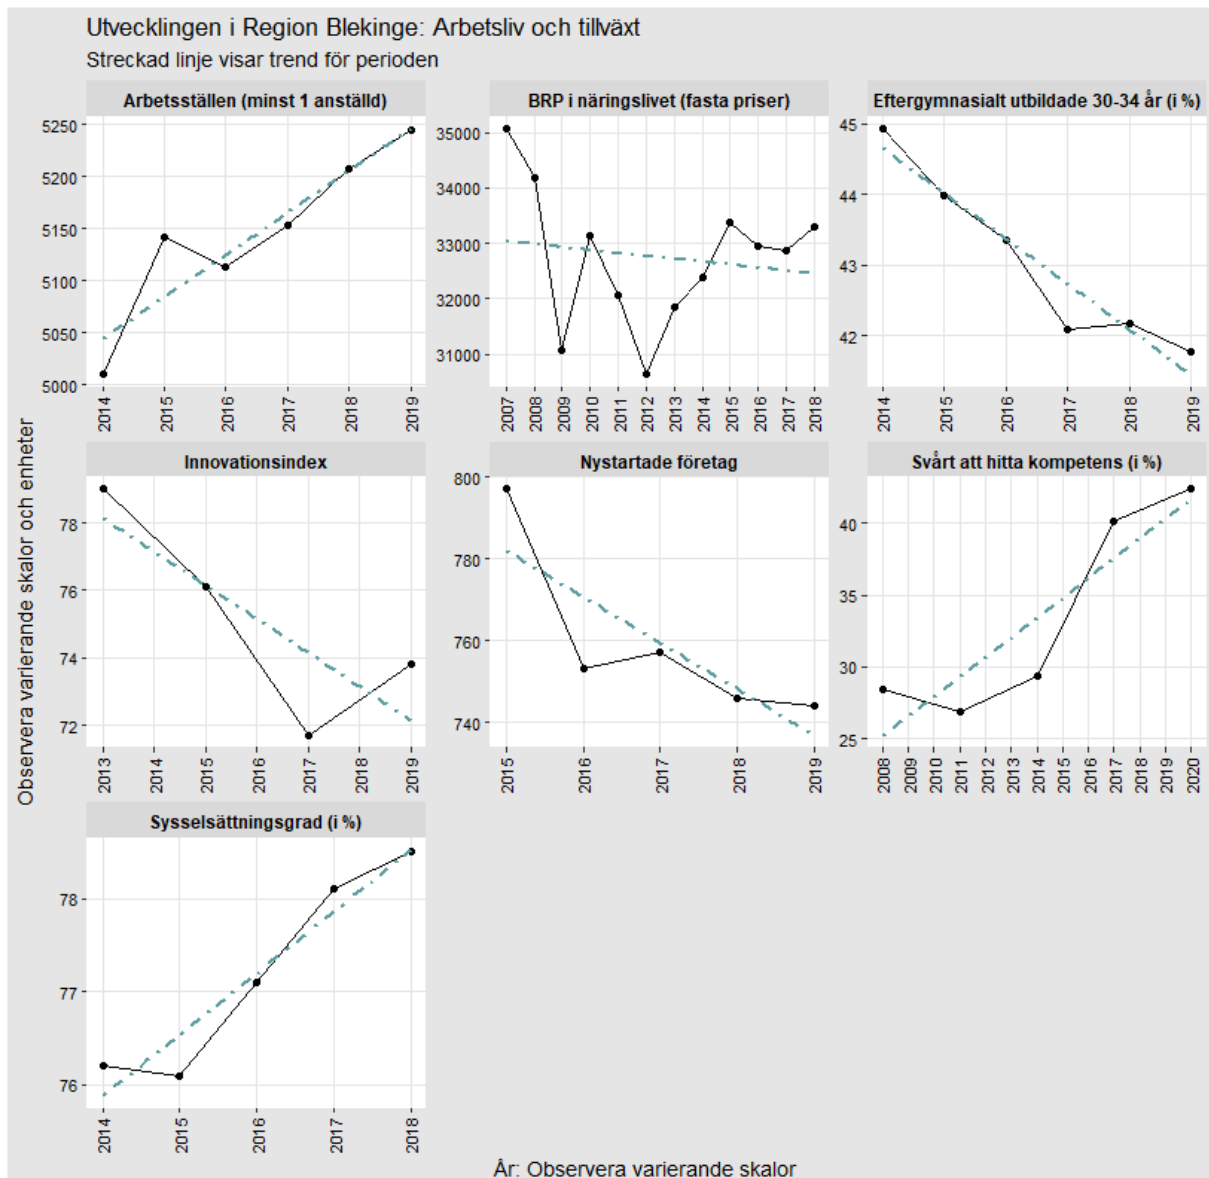 Utvecklingen i Region Blekinge: Arbetsliv och tillväxt
Streckad linje visar trend för perioden
Observera varierande skalor och enheter
Arbetsställen (minst 1 anställd)
5250
5200
5150
5100
5050
5000
2014 2015 2016 2017 2018 2019
BRP i näringslivet (fasta priser)
35000
34000
33000
32000
31000
2007 2008 2009 2010 2011 2012 2013 2014 2015 2016 2017 2018
Eftergymnasialt utbildade 30-34 år (i %)
45
44
43
42
2014 2015 2016 2017 2018 2019
Innovationsindex
78
76
74
72
2013 2014 2015 2016 2017 2018 2019
Nystartade företag
800
780
760
740
2015 2016 2017 2018 2019
Svårt att hitta kompetens (i %)
40
35
30
25
2008 2009 2010 2011 2012 2013 2014 2015 2016 2017 2018 2019 2020
Sysselsättningsgrad (i %)
78
77
76
2014 2015 2016 2017 2018
År: Observera varierande skalor